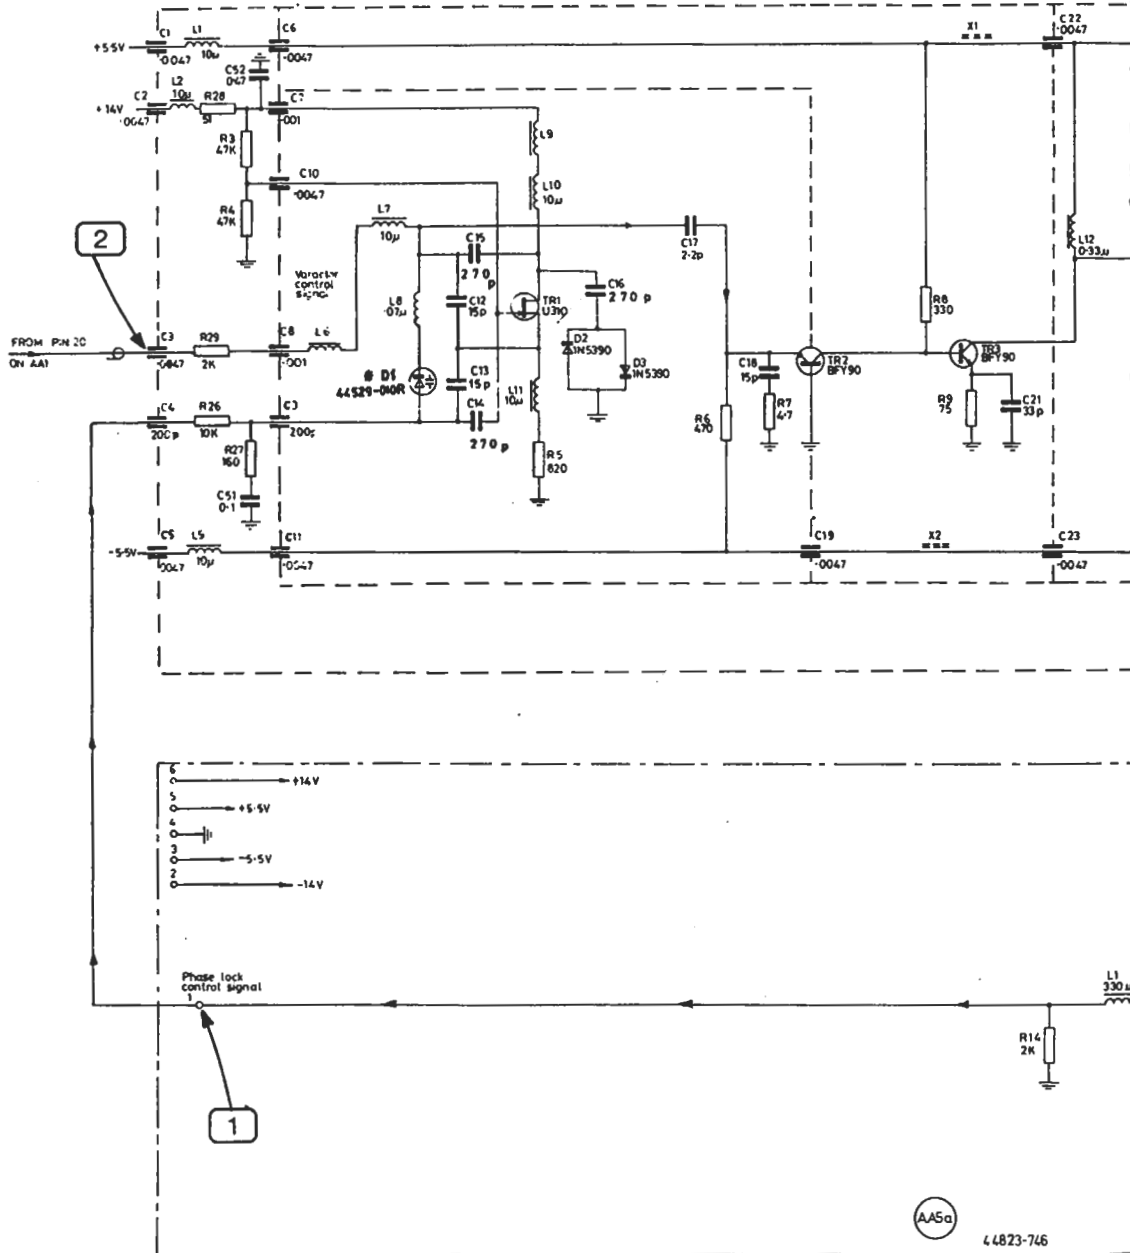 +5·5V
C1
·0047
L1
10µ
C6
·0047
X1
C22
·0047
C52
0·47
L2
10µ
C2
+14V
·0047
R28
51
C7
·001
R3
47K
C10
·0047
R4
47K
L9
L10
10µ
L7
10µ
C17
2·2p
L12
0·33µ
2
Varactor
control
signal
C15
270p
C16
270p
L8
·07µ
C12
15p
TR1
U310
R8
330
FROM PIN 20
ON AA1
C3
·0047
R29
2K
C8
·001
L6
D2
1N5390
D3
1N5390
# D1
44529-010R
C13
15p
C14
270p
L11
10µ
C18
15p
R7
4·7
TR2
BFY90
TR3
BFY90
R9
75
C21
33p
C4
200p
R26
10K
200p
R27
160
R6
470
R5
820
C51
0·1
-5·5V
C5
·0047
L5
10µ
C11
·0047
C19
·0047
X2
C23
·0047
6
+14V
5
+5·5V
4
3
-5·5V
2
-14V
Phase lock
control signal
1
L1
330µ
R14
2K
1
AA5a
44823-746